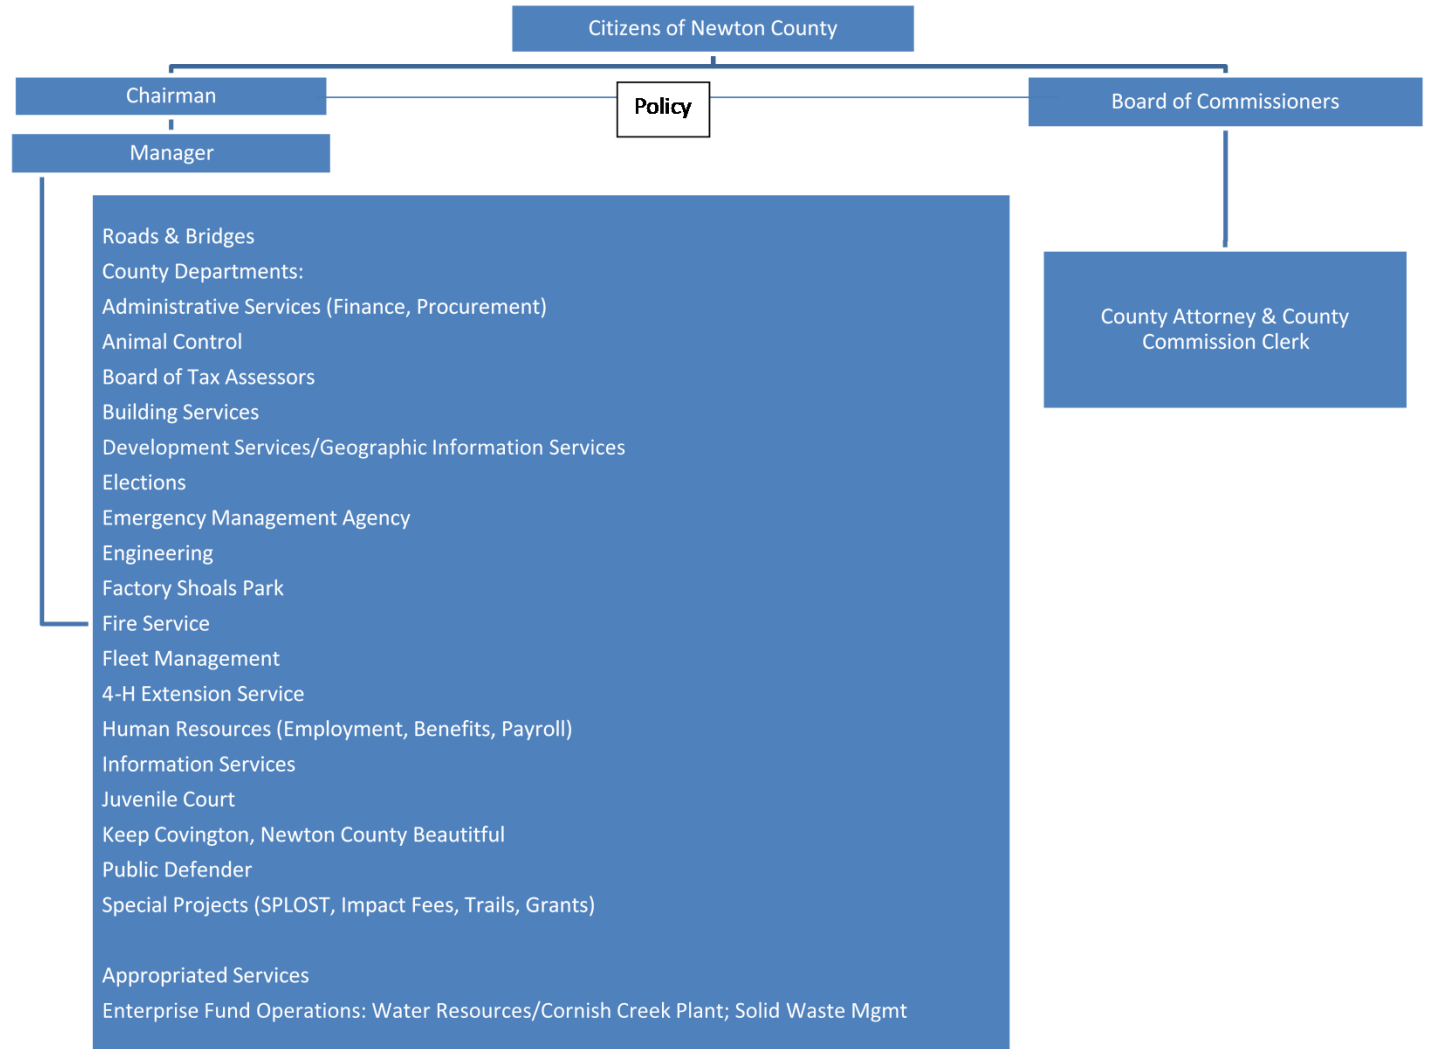 Citizens of Newton County
Chairman
Policy
Board of Commissioners
Manager
Roads & Bridges
County Departments:
Administrative Services (Finance, Procurement)
Animal Control
Board of Tax Assessors
Building Services
Development Services/Geographic Information Services
Elections
Emergency Management Agency
Engineering
Factory Shoals Park
Fire Service
Fleet Management
4-H Extension Service
Human Resources (Employment, Benefits, Payroll)
Information Services
Juvenile Court
Keep Covington, Newton County Beautitful
Public Defender
Special Projects (SPLOST, Impact Fees, Trails, Grants)
Appropriated Services
Enterprise Fund Operations: Water Resources/Cornish Creek Plant; Solid Waste Mgmt
County Attorney & County
Commission Clerk